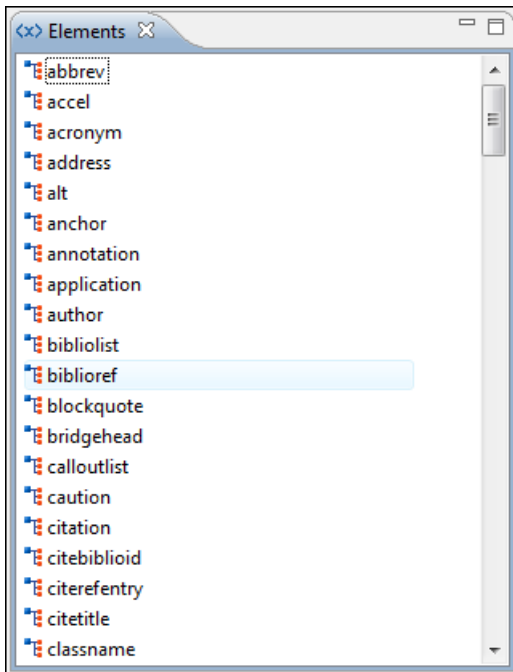 <x> Elements
abbrev
accel
acronym
address
alt
anchor
annotation
application
author
bibliolist
biblioref
blockquote
bridgehead
calloutlist
caution
citation
citebiblioid
citerefentry
citetitle
classname